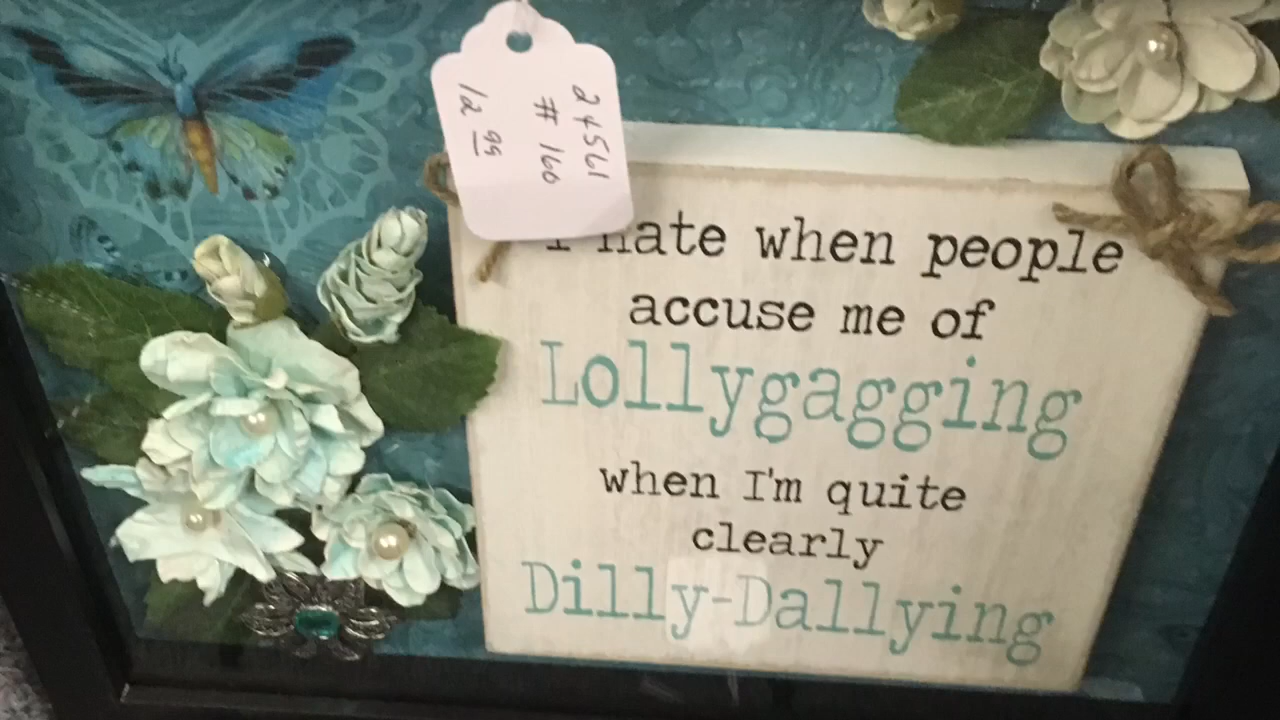 24561
# 160
12 99
I hate when people
accuse me of
Lollygagging
when I'm quite
clearly
Dilly-Dallying